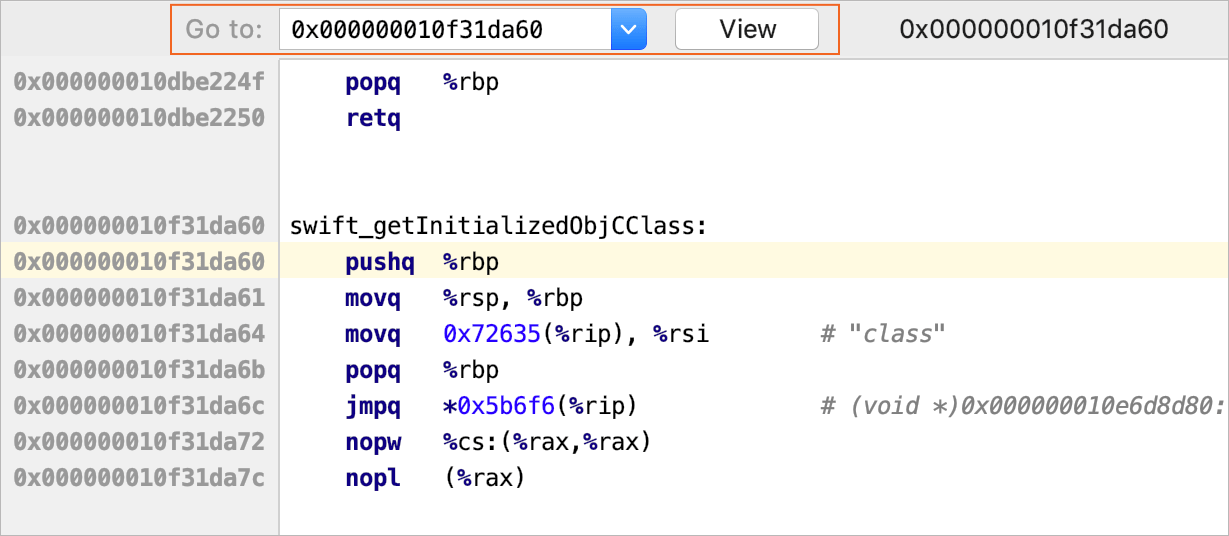 Go to: 0x000000010f31da60 View 0x000000010f31da60
0x000000010dbe224f popq %rbp
0x000000010dbe2250 retq
0x000000010f31da60 swift_getInitializedObjCClass:
0x000000010f31da60 pushq %rbp
0x000000010f31da61 movq %rsp, %rbp
0x000000010f31da64 movq 0x72635(%rip), %rsi # "class"
0x000000010f31da6b popq %rbp
0x000000010f31da6c jmpq *0x5b6f6(%rip) # (void *)0x000000010e6d8d80:
0x000000010f31da72 nopw %cs:(%rax,%rax)
0x000000010f31da7c nopl (%rax)